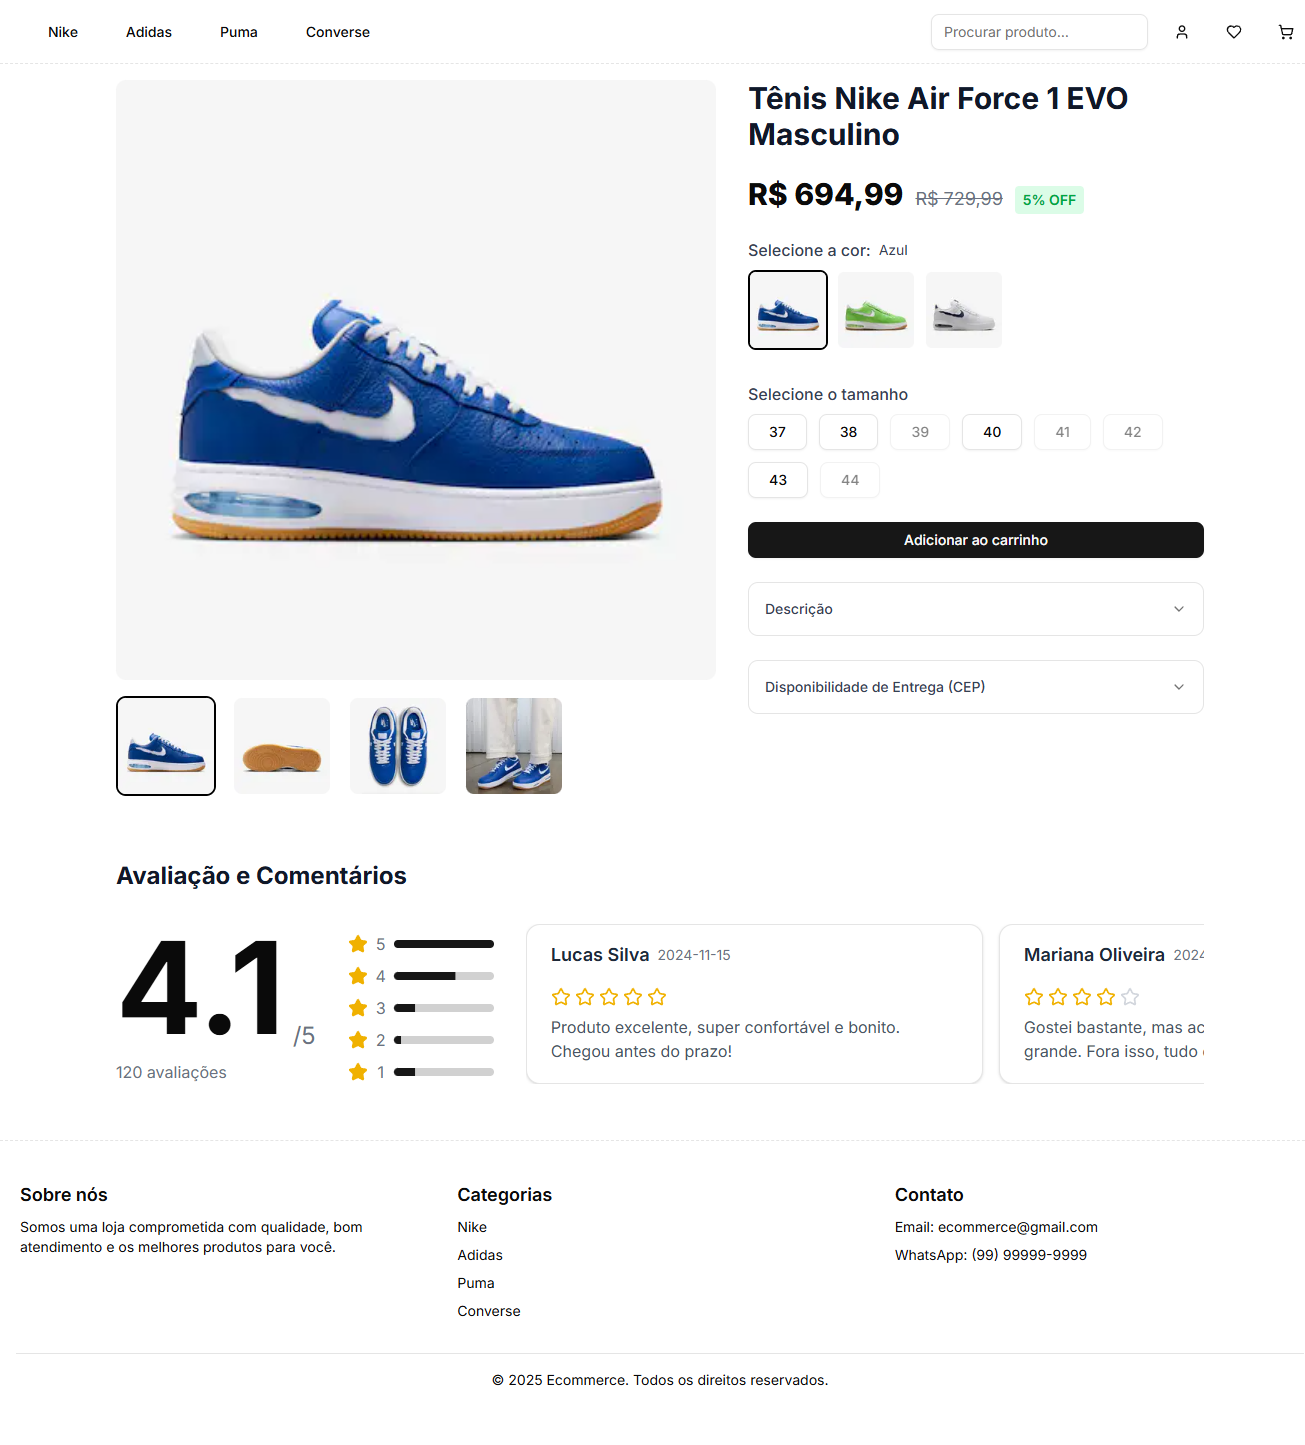 Nike
Adidas
Puma
Converse
Procurar produto...
Tênis Nike Air Force 1 EVO
Masculino
R$ 694,99 R$ 729,99 5% OFF
Selecione a cor: Azul
Selecione o tamanho
37 38 39 40 41 42
43 44
Adicionar ao carrinho
Descrição
Disponibilidade de Entrega (CEP)
Avaliação e Comentários
4.1 /5
120 avaliações
5
4
3
2
1
Lucas Silva 2024-11-15
Produto excelente, super confortável e bonito.
Chegou antes do prazo!
Mariana Oliveira 2024
Gostei bastante, mas
grande. Fora isso, tudo
Sobre nós
Somos uma loja comprometida com qualidade, bom
atendimento e os melhores produtos para você.
Categorias
Nike
Adidas
Puma
Converse
Contato
Email: ecommerce@gmail.com
WhatsApp: (99) 99999-9999
© 2025 Ecommerce. Todos os direitos reservados.